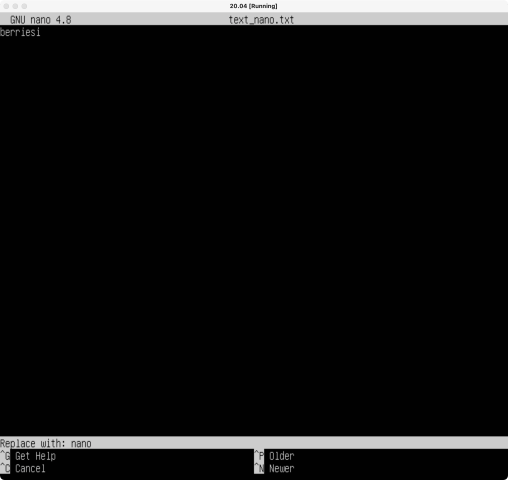 20.04 [Running]
GNU nano 4.8 text_nano.txt
berriesi
Replace with: nano
^G Get Help ^P Older
^C Cancel ^N Newer